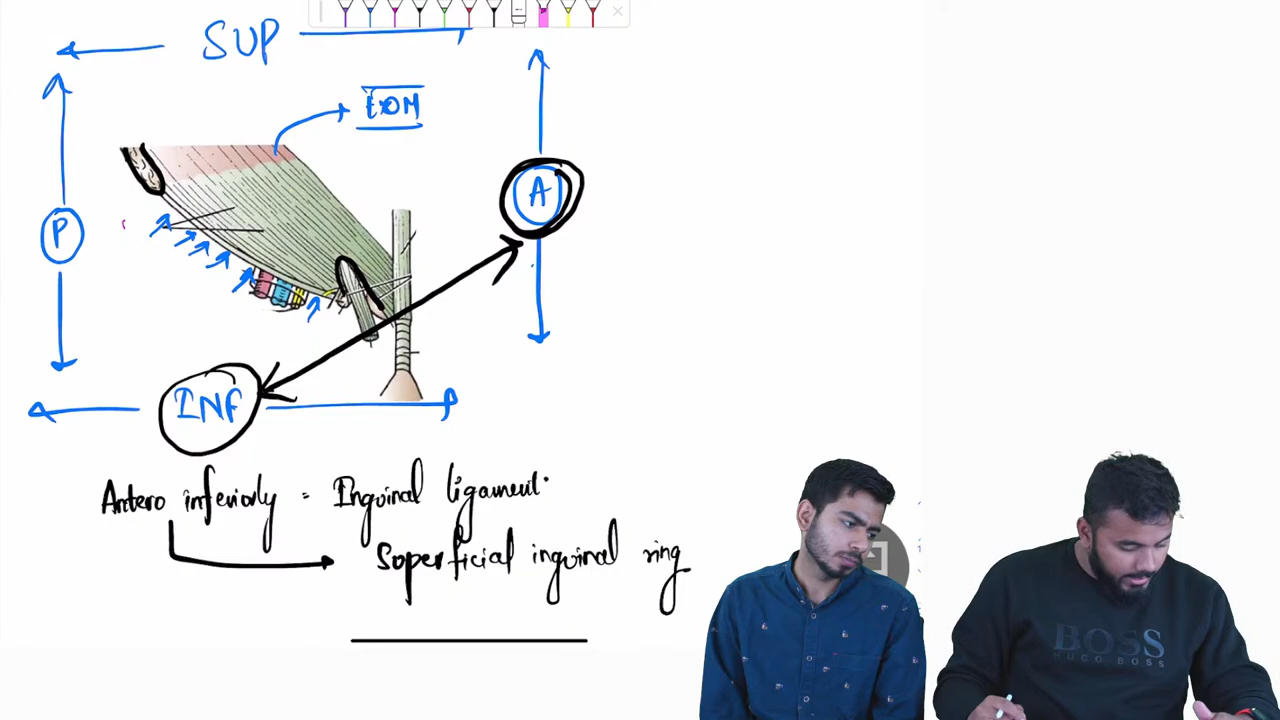 SUP
EOM
A
P
INF
Antero inferiorly = Inguinal ligament.
Superficial inguinal ring
BOSS
HUGO BOSS